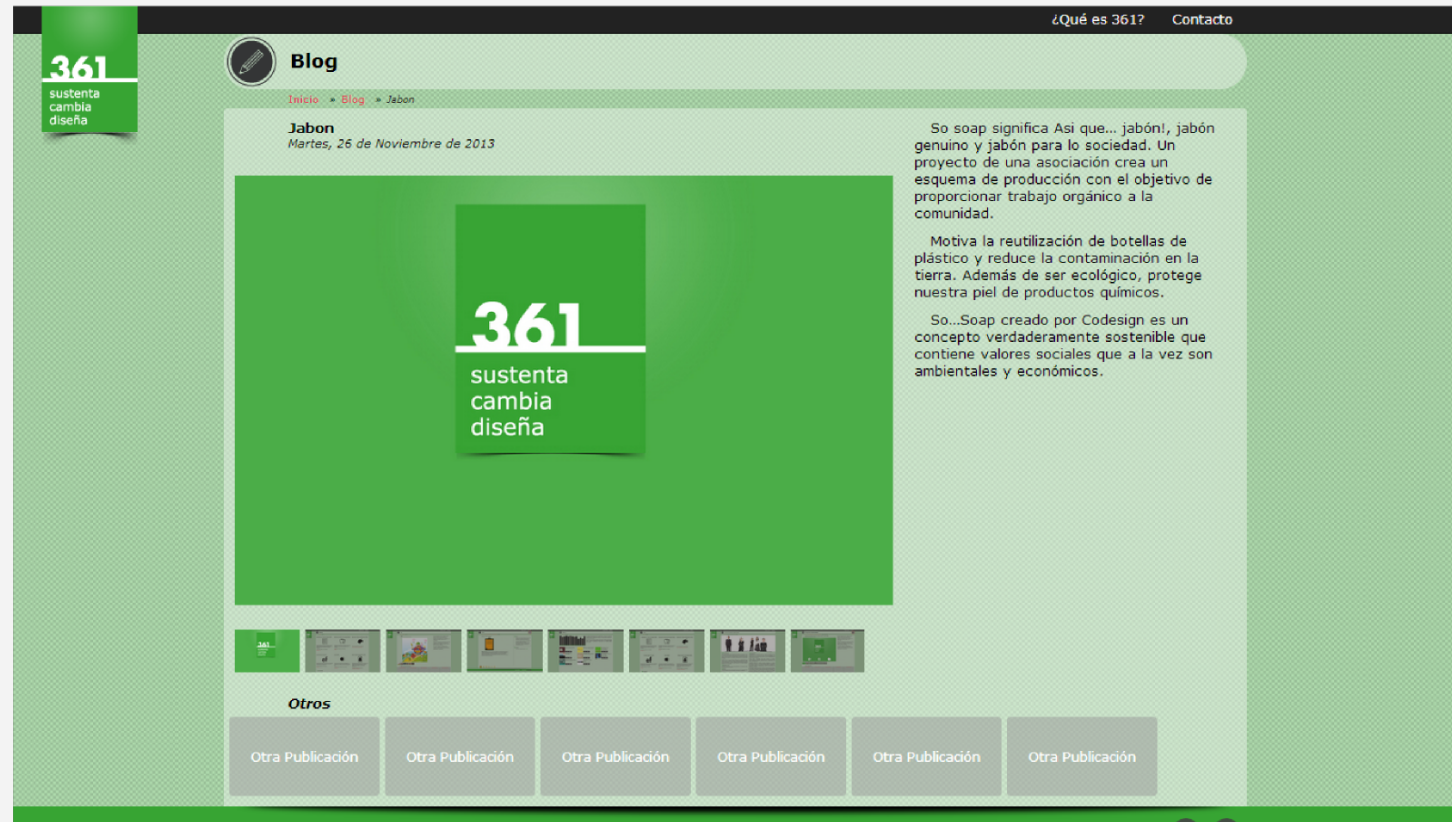 ¿Qué es 361? Contacto
361
sustenta
cambia
diseña
Blog
Inicio » Blog » Jabon
Jabon
Martes, 26 de Noviembre de 2013
361
sustenta
cambia
diseña
So soap significa Asi que... jabón!, jabón
genuino y jabón para lo sociedad. Un
proyecto de una asociación crea un
esquema de producción con el objetivo de
proporcionar trabajo orgánico a la
comunidad.
Motiva la reutilización de botellas de
plástico y reduce la contaminación en la
tierra. Además de ser ecológico, protege
nuestra piel de productos químicos.
So...Soap creado por Codesign es un
concepto verdaderamente sostenible que
contiene valores sociales que a la vez son
ambientales y económicos.
361
Otros
Otra Publicación Otra Publicación Otra Publicación Otra Publicación Otra Publicación Otra Publicación